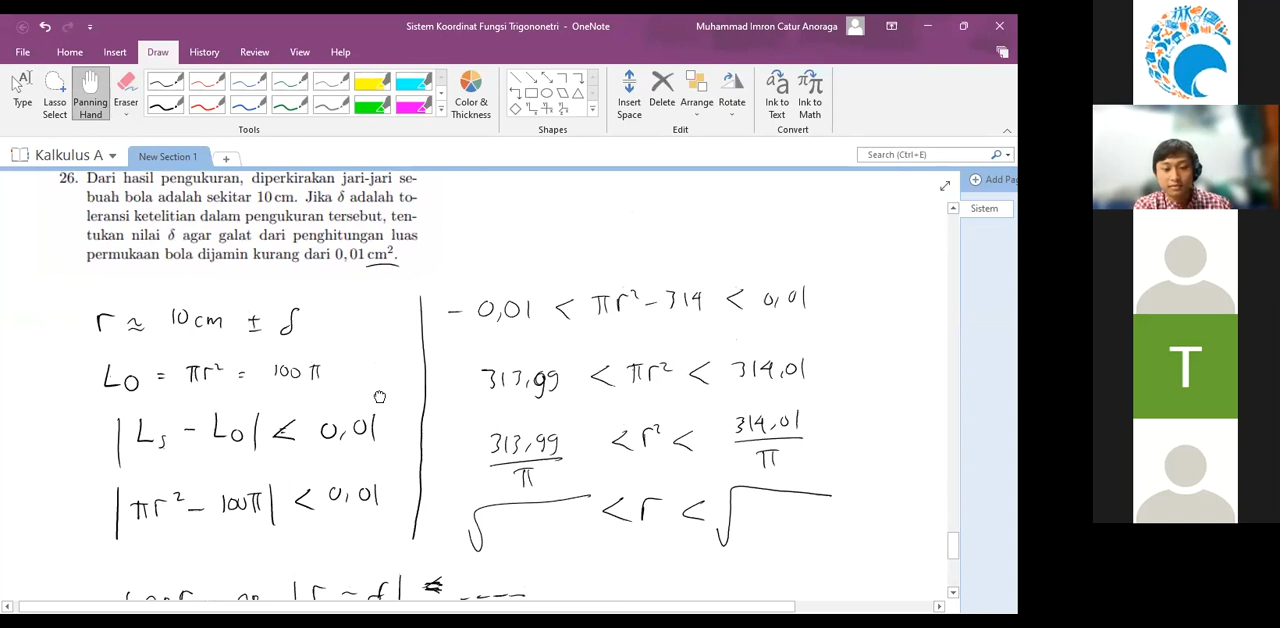 Sistem Koordinat Fungsi Trigononetri - OneNote
Muhammad Imron Catur Anoraga
File Home Insert Draw History Review View Help
Type
Lasso Select
Panning Hand
Eraser
Color & Thickness
Insert Space
Delete
Arrange
Rotate
Ink to Text
Ink to Math
Tools
Shapes
Edit
Convert
Kalkulus A
New Section 1
Search (Ctrl+E)
Add Pa
Sistem
26. Dari hasil pengukuran, diperkirakan jari-jari se-
buah bola adalah sekitar 10 cm. Jika δ adalah to-
leransi ketelitian dalam pengukuran tersebut, ten-
tukan nilai δ agar galat dari penghitungan luas
permukaan bola dijamin kurang dari 0,01 cm².
r ≈ 10 cm ± δ
L0 = πr² = 100 π
|Ls - L0| < 0,01
|πr² - 100π| < 0,01
- 0,01 < πr² - 314 < 0,01
313,99 < πr² < 314,01
313,99/π < r² < 314,01/π
√ < r < √
T